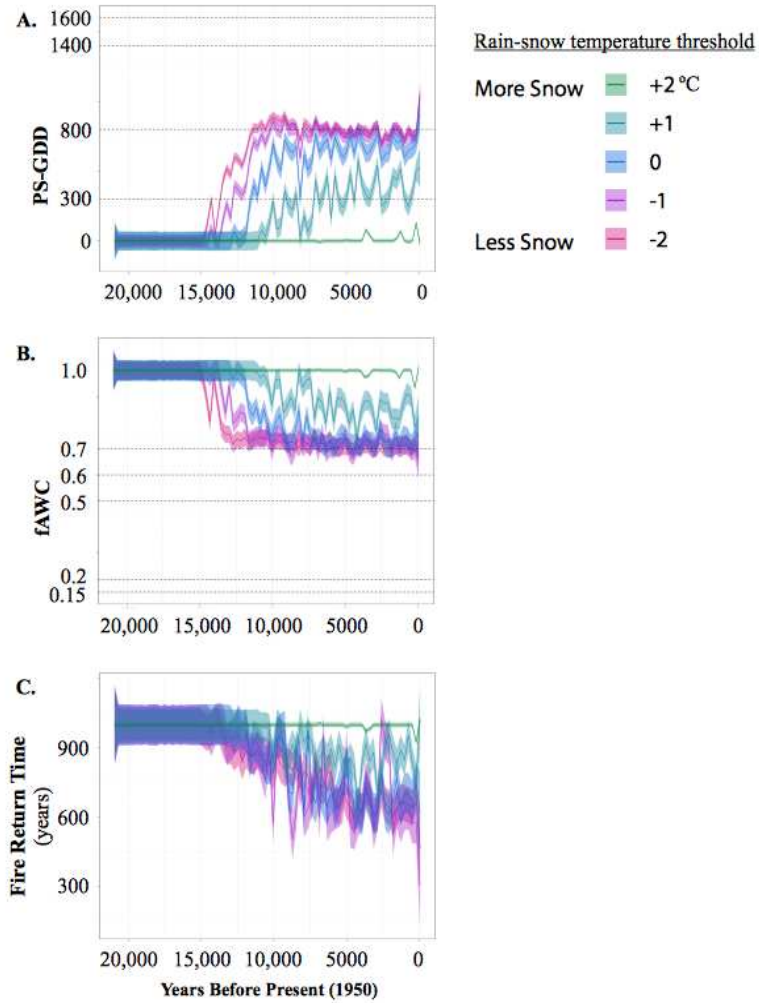 A.
1600
1400
800
300
0
PS-GDD
20,000 15,000 10,000 5000 0
Rain-snow temperature threshold
More Snow +2 °C
+1
0
-1
Less Snow -2
B.
1.0
0.7
0.6
0.5
0.2
0.15
fAWC
20,000 15,000 10,000 5000 0
C.
900
600
300
Fire Return Time
(years)
20,000 15,000 10,000 5000 0
Years Before Present (1950)